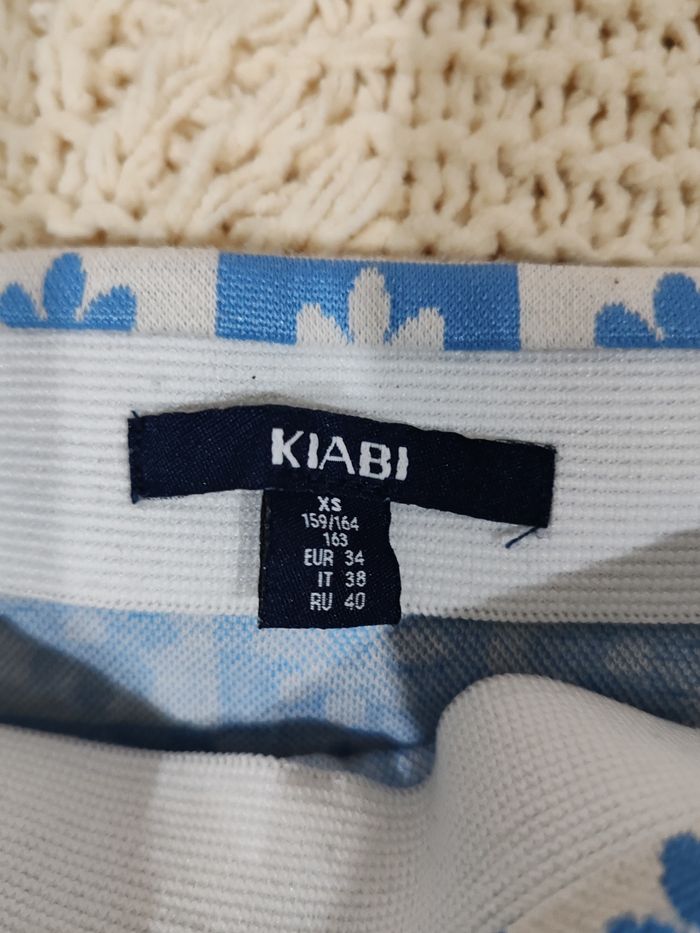 KIABI
XS
159/164
163
EUR 34
IT 38
RU 40